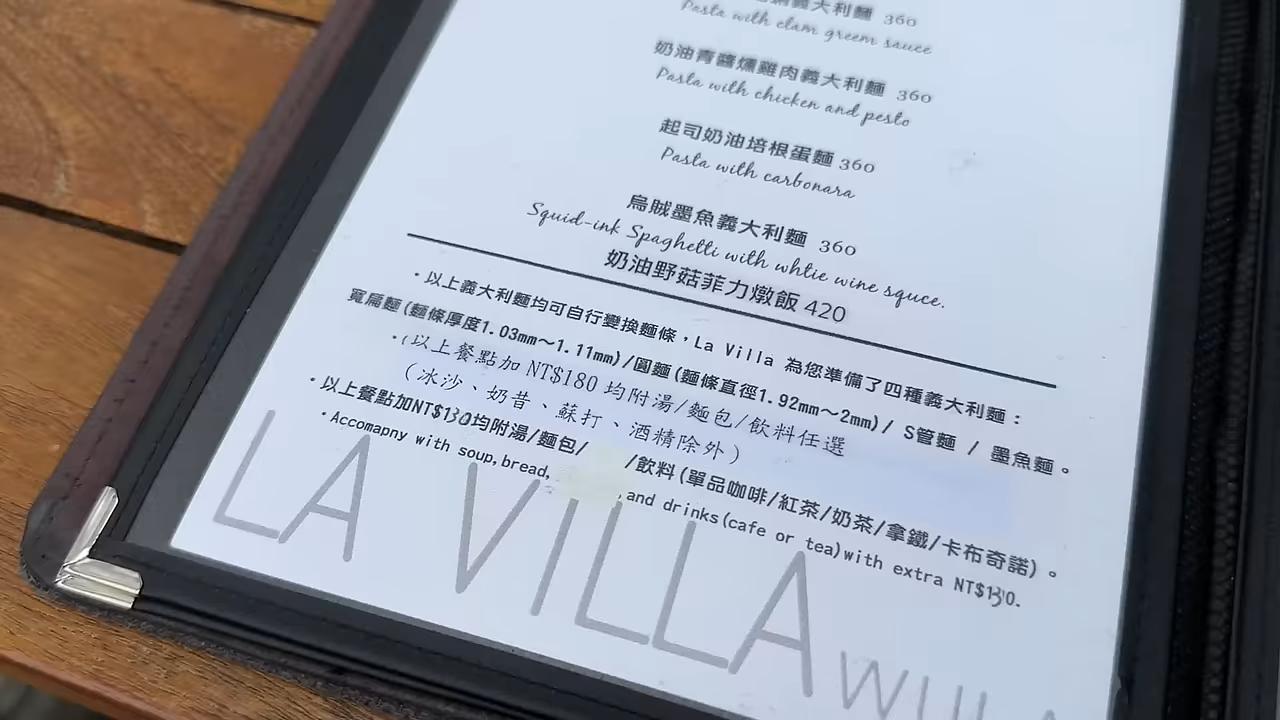 義大利麵 360
Pasta with clam greem sauce
奶油青醬燻雞肉義大利麵 360
Pasta with chicken and pesto
起司奶油培根蛋麵 360
Pasta with carbonara
烏賊墨魚義大利麵 360
Squid-ink Spaghetti with whtie wine squce.
奶油野菇菲力燉飯 420
·以上義大利麵均可自行變換麵條，La Villa 為您準備了四種義大利麵：
寬扁麵(麵條厚度1.03mm～1.11mm)/圓麵(麵條直徑1.92mm～2mm)/ S管麵 / 墨魚麵。
·(以上餐點加 NT$180 均附湯/麵包/飲料任選
(冰沙、奶昔、蘇打、酒精除外)
·以上餐點加NT$130均附湯/麵包/ /飲料(單品咖啡/紅茶/奶茶/拿鐵/卡布奇諾)。
·Accomapny with soup,bread, ,and drinks(cafe or tea)with extra NT$130.
LA VILLA